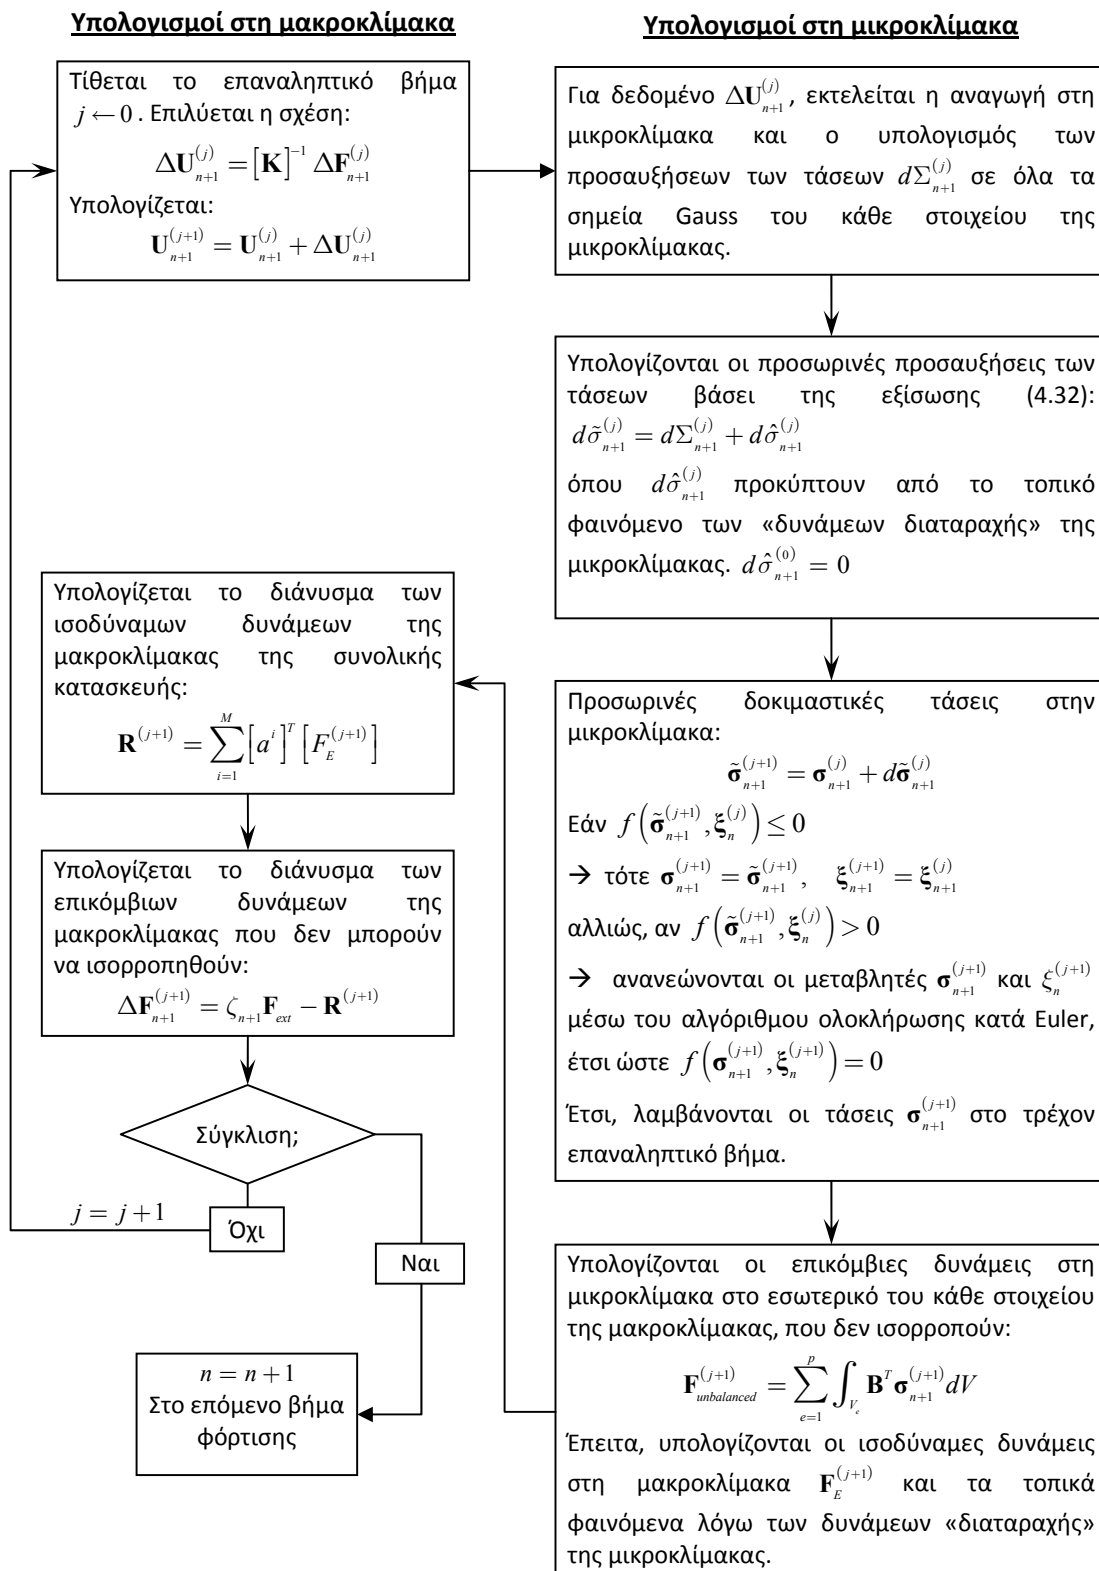 Υπολογισμοί στη μακροκλίμακα
Τίθεται το επαναληπτικό βήμα
j ← 0 . Επιλύεται η σχέση:
ΔU_{n+1}^{(j)} = [K]^{-1} ΔF_{n+1}^{(j)}
Υπολογίζεται:
U_{n+1}^{(j+1)} = U_{n+1}^{(j)} + ΔU_{n+1}^{(j)}
Υπολογισμοί στη μικροκλίμακα
Για δεδομένο ΔU_{n+1}^{(j)} , εκτελείται η αναγωγή στη
μικροκλίμακα και ο υπολογισμός των
προσαυξήσεων των τάσεων dΣ_{n+1}^{(j)} σε όλα τα
σημεία Gauss του κάθε στοιχείου της
μικροκλίμακας.
Υπολογίζονται οι προσωρινές προσαυξήσεις των
τάσεων βάσει της εξίσωσης (4.32):
dσ̃_{n+1}^{(j)} = dΣ_{n+1}^{(j)} + dσ̂_{n+1}^{(j)}
όπου dσ̂_{n+1}^{(j)} προκύπτουν από το τοπικό
φαινόμενο των «δυνάμεων διαταραχής» της
μικροκλίμακας. dσ̂_{n+1}^{(0)} = 0
Προσωρινές δοκιμαστικές τάσεις στην
μικροκλίμακα:
σ̃_{n+1}^{(j+1)} = σ_{n+1}^{(j)} + dσ̃_{n+1}^{(j)}
Εάν f(σ̃_{n+1}^{(j+1)}, ξ_n^{(j)}) ≤ 0
→ τότε σ_{n+1}^{(j+1)} = σ̃_{n+1}^{(j+1)}, ξ_{n+1}^{(j+1)} = ξ_{n+1}^{(j)}
αλλιώς, αν f(σ̃_{n+1}^{(j+1)}, ξ_n^{(j)}) > 0
→ ανανεώνονται οι μεταβλητές σ_{n+1}^{(j+1)} και ξ_n^{(j+1)}
μέσω του αλγόριθμου ολοκλήρωσης κατά Euler,
έτσι ώστε f(σ_{n+1}^{(j+1)}, ξ_n^{(j+1)}) = 0
Έτσι, λαμβάνονται οι τάσεις σ_{n+1}^{(j+1)} στο τρέχον
επαναληπτικό βήμα.
Υπολογίζονται οι επικόμβιες δυνάμεις στη
μικροκλίμακα στο εσωτερικό του κάθε στοιχείου
της μακροκλίμακας, που δεν ισορροπούν:
F_{unbalanced}^{(j+1)} = ∑_{e=1}^{p} ∫_{V_e} B^T σ_{n+1}^{(j+1)} dV
Έπειτα, υπολογίζονται οι ισοδύναμες δυνάμεις
στη μακροκλίμακα F_E^{(j+1)} και τα τοπικά
φαινόμενα λόγω των δυνάμεων «διαταραχής»
της μικροκλίμακας.
Υπολογίζεται το διάνυσμα των
ισοδύναμων δυνάμεων της
μακροκλίμακας της συνολικής
κατασκευής:
R^{(j+1)} = ∑_{i=1}^{M} [a^i]^T [F_E^{(j+1)}]
Υπολογίζεται το διάνυσμα των
επικόμβιων δυνάμεων της
μακροκλίμακας που δεν μπορούν
να ισορροπηθούν:
ΔF_{n+1}^{(j+1)} = ζ_{n+1} F_{ext} − R^{(j+1)}
Σύγκλιση;
j = j + 1
Όχι
Ναι
n = n + 1
Στο επόμενο βήμα
φόρτισης